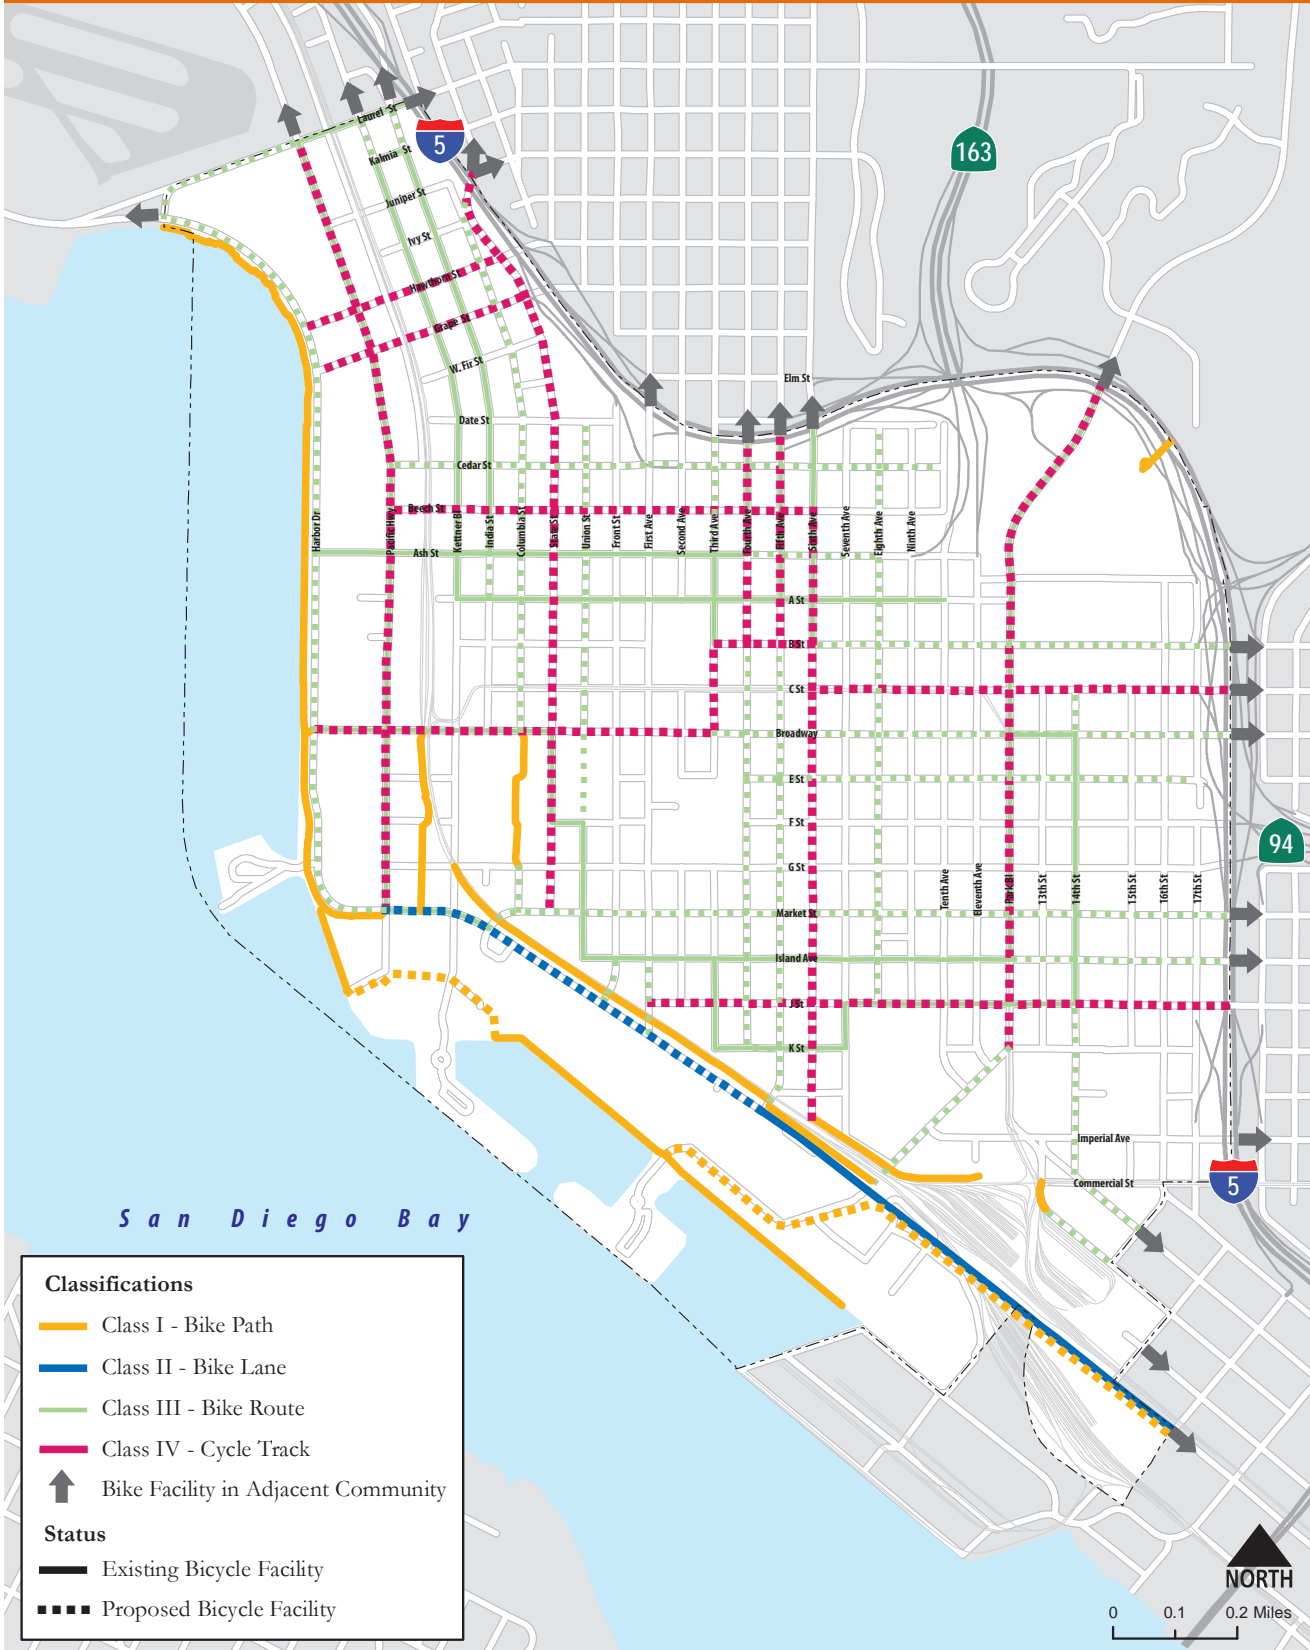 Laurel St
5
Kalmia St
163
Juniper St
Ivy St
Hawthorn St
Grape St
W. Fir St
Elm St
Date St
Cedar St
Beech St
Harbor Dr
Pacific Hwy
Kettner Bl
India St
Columbia St
State St
Union St
Front St
First Ave
Second Ave
Third Ave
Fourth Ave
Fifth Ave
Sixth Ave
Seventh Ave
Eighth Ave
Ninth Ave
Ash St
A St
B St
C St
Broadway
E St
F St
94
G St
Tenth Ave
Eleventh Ave
Park Bl
13th St
14th St
15th St
16th St
17th St
Market St
Island Ave
J St
K St
Imperial Ave
Commercial St
5
San Diego Bay
Classifications
Class I - Bike Path
Class II - Bike Lane
Class III - Bike Route
Class IV - Cycle Track
Bike Facility in Adjacent Community
Status
Existing Bicycle Facility
Proposed Bicycle Facility
NORTH
0 0.1 0.2 Miles